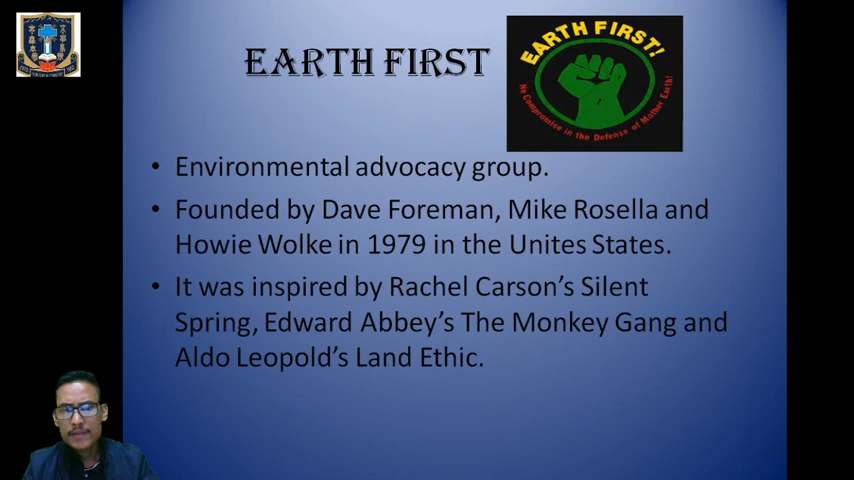 EARTH FIRST
EARTH FIRST!
No Compromise in the Defense of Mother Earth!
• Environmental advocacy group.
• Founded by Dave Foreman, Mike Rosella and
Howie Wolke in 1979 in the Unites States.
• It was inspired by Rachel Carson's Silent
Spring, Edward Abbey's The Monkey Gang and
Aldo Leopold's Land Ethic.